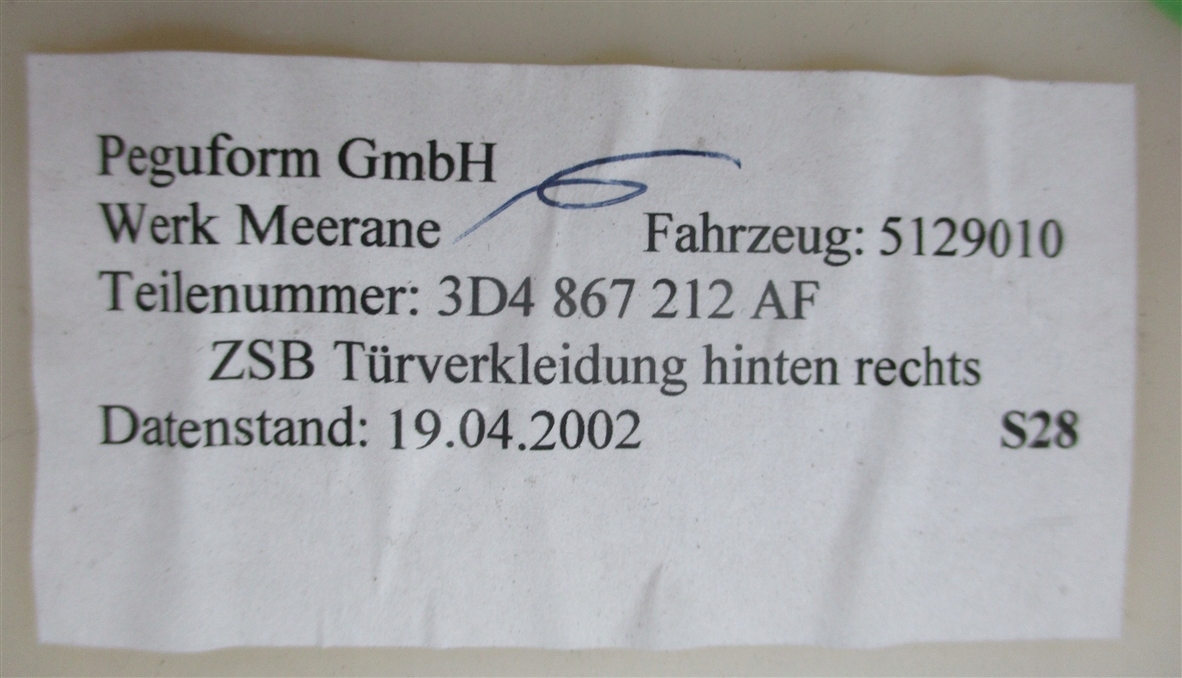 Peguform GmbH
Werk Meerane Fahrzeug: 5129010
Teilenummer: 3D4 867 212 AF
ZSB Türverkleidung hinten rechts
Datenstand: 19.04.2002 S28